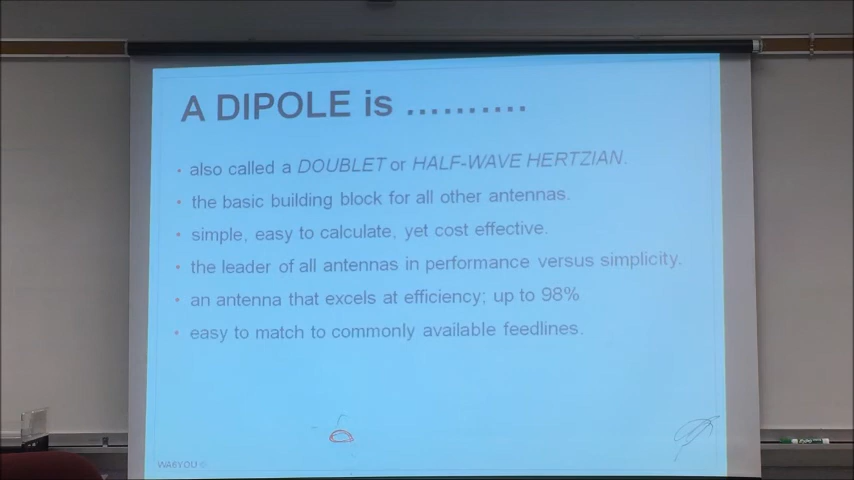 A DIPOLE is ..........
• also called a DOUBLET or HALF-WAVE HERTZIAN.
• the basic building block for all other antennas.
• simple, easy to calculate, yet cost effective.
• the leader of all antennas in performance versus simplicity.
• an antenna that excels at efficiency; up to 98%
• easy to match to commonly available feedlines.
WA6YOU ©